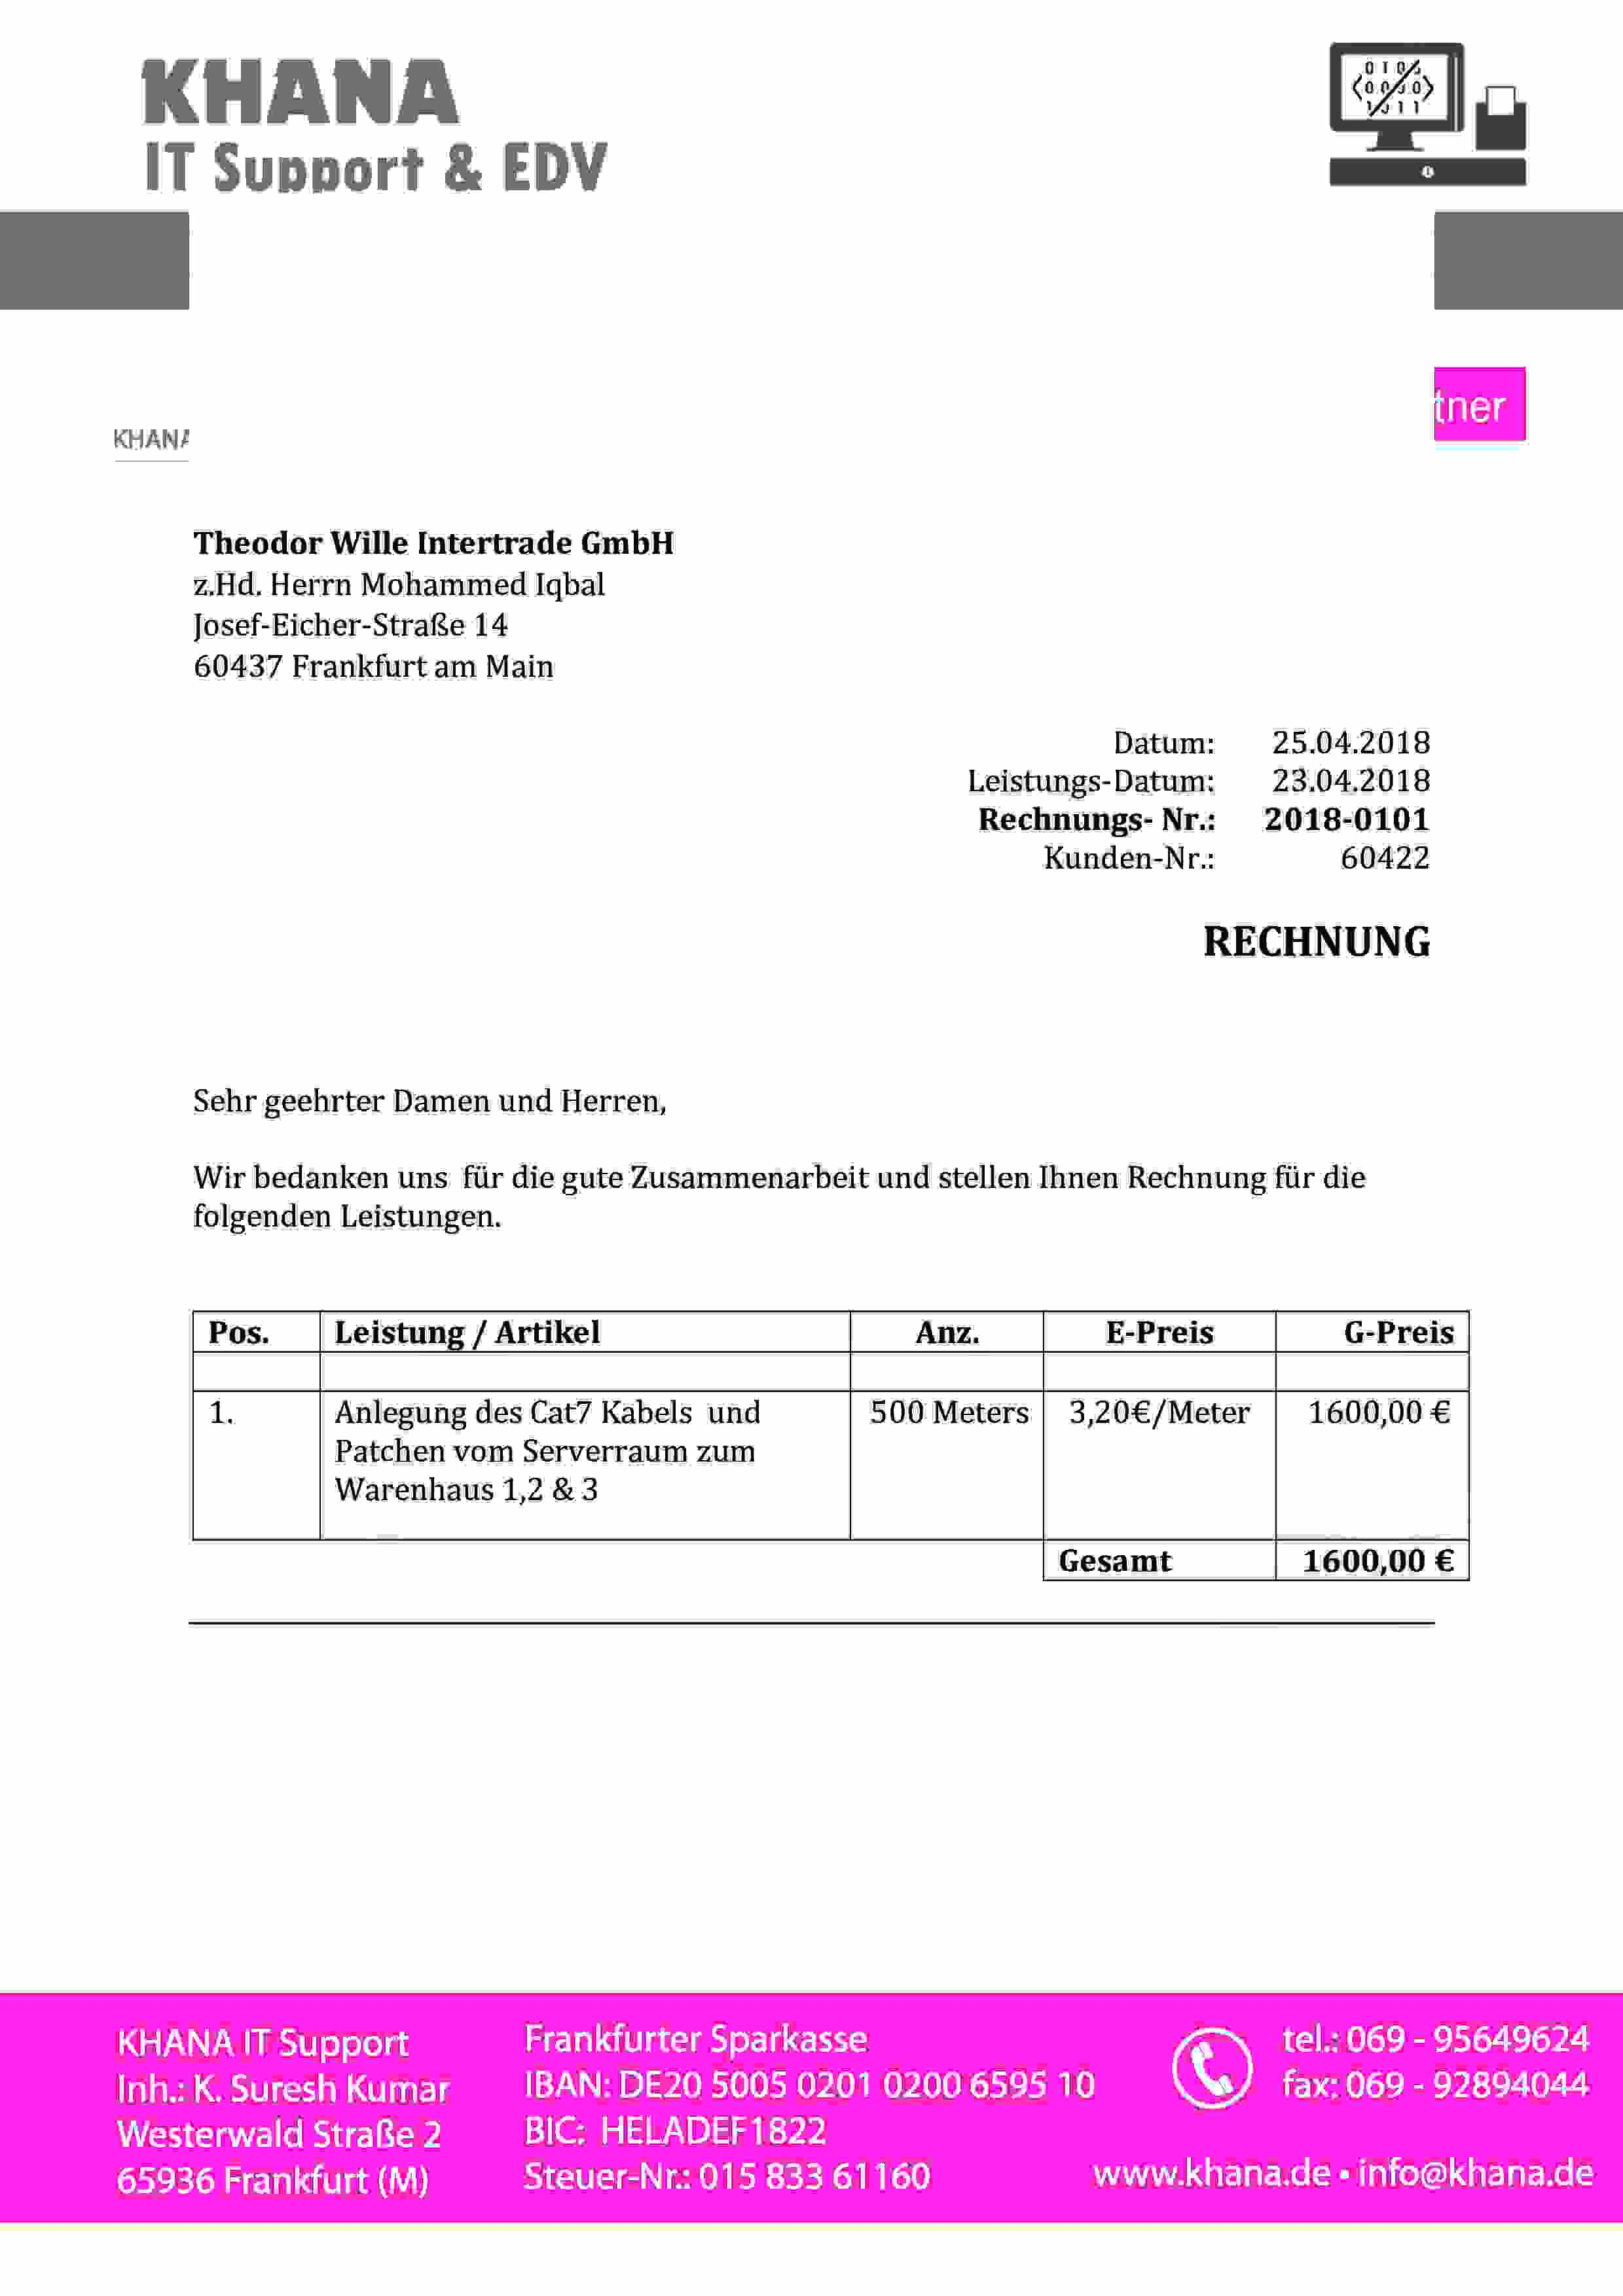 KHANA
IT Support & EDV
tner
KHANA
Theodor Wille Intertrade GmbH
z.Hd. Herrn Mohammed Iqbal
Josef-Eicher-Straße 14
60437 Frankfurt am Main
Datum: 25.04.2018
Leistungs-Datum: 23.04.2018
Rechnungs- Nr.: 2018-0101
Kunden-Nr.: 60422
RECHNUNG
Sehr geehrter Damen und Herren,
Wir bedanken uns für die gute Zusammenarbeit und stellen Ihnen Rechnung für die
folgenden Leistungen.
Pos. Leistung / Artikel Anz. E-Preis G-Preis
1. Anlegung des Cat7 Kabels und 500 Meters 3,20€/Meter 1600,00 €
Patchen vom Serverraum zum
Warenhaus 1,2 & 3
Gesamt 1600,00 €
KHANA IT Support
Inh.: K. Suresh Kumar
Westerwald Straße 2
65936 Frankfurt (M)
Frankfurter Sparkasse
IBAN: DE20 5005 0201 0200 6595 10
BIC: HELADEF1822
Steuer-Nr.: 015 833 61160
tel.: 069 - 95649624
fax: 069 - 92894044
www.khana.de • info@khana.de